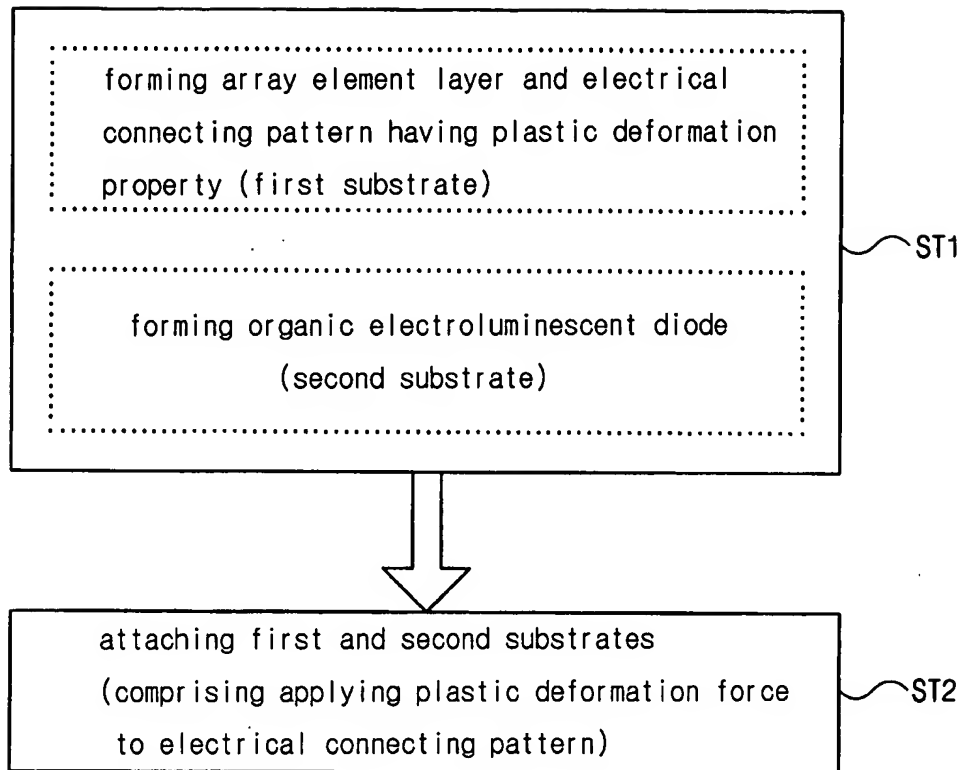 forming array element layer and electrical
connecting pattern having plastic deformation
property (first substrate)
ST1
forming organic electroluminescent diode
(second substrate)
attaching first and second substrates
(comprising applying plastic deformation force
to electrical connecting pattern)
ST2